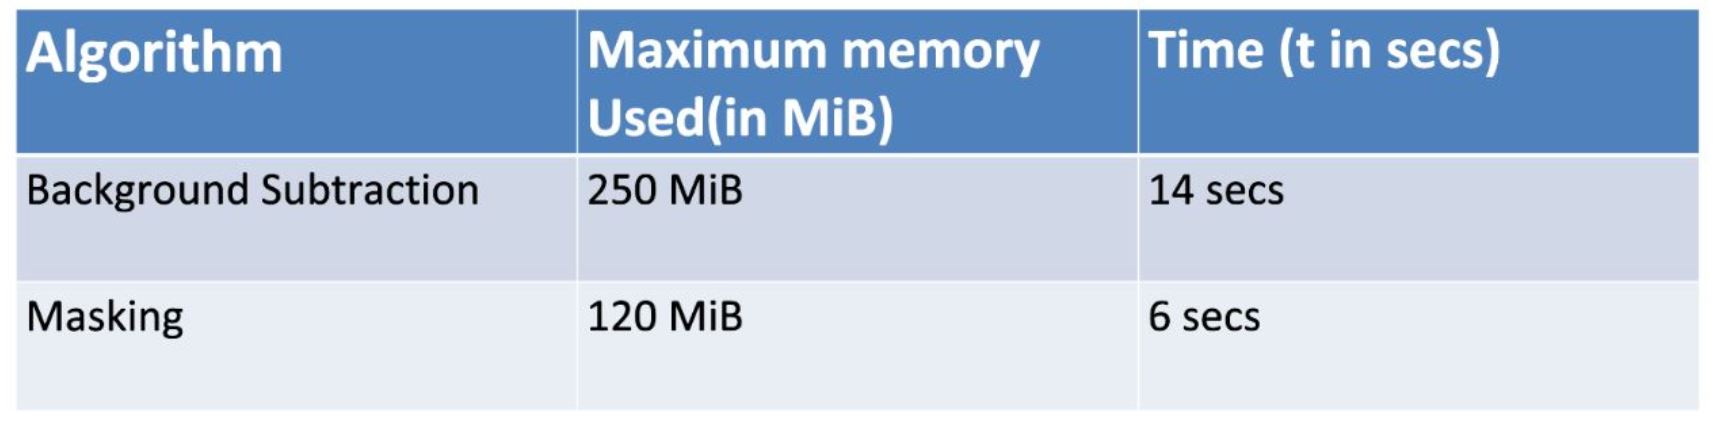 Algorithm
Maximum memory
Used(in MiB)
Time (t in secs)
Background Subtraction
250 MiB
14 secs
Masking
120 MiB
6 secs